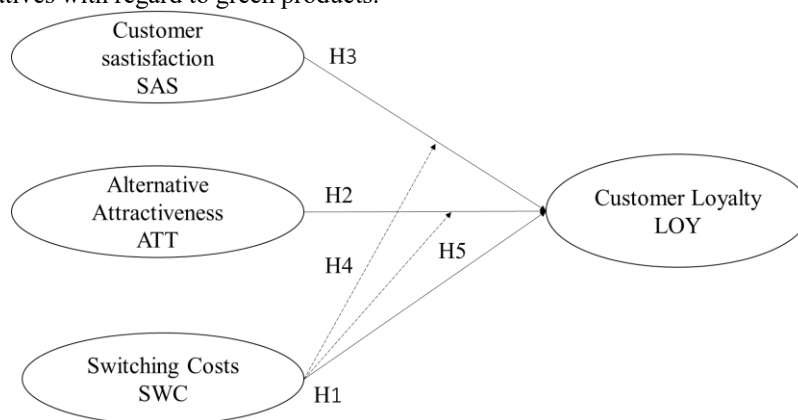 atives with regard to green products.
Customer
sastisfaction
SAS
H3
Alternative
Attractiveness
ATT
H2
Customer Loyalty
LOY
H5
H4
Switching Costs
SWC
H1